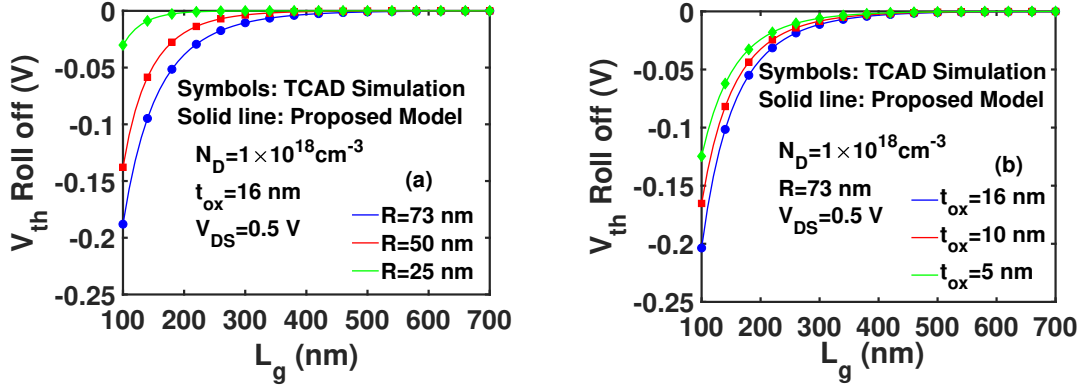 V_th Roll off (V)
0
-0.05
-0.1
-0.15
-0.2
-0.25
Symbols: TCAD Simulation
Solid line: Proposed Model
N_D=1×10^18cm^-3
t_ox=16 nm
V_DS=0.5 V
(a)
R=73 nm
R=50 nm
R=25 nm
100 200 300 400 500 600 700
L_g (nm)
V_th Roll off (V)
0
-0.05
-0.1
-0.15
-0.2
-0.25
Symbols: TCAD Simulation
Solid line: Proposed Model
N_D=1×10^18cm^-3
R=73 nm
V_DS=0.5 V
(b)
t_ox=16 nm
t_ox=10 nm
t_ox=5 nm
100 200 300 400 500 600 700
L_g (nm)